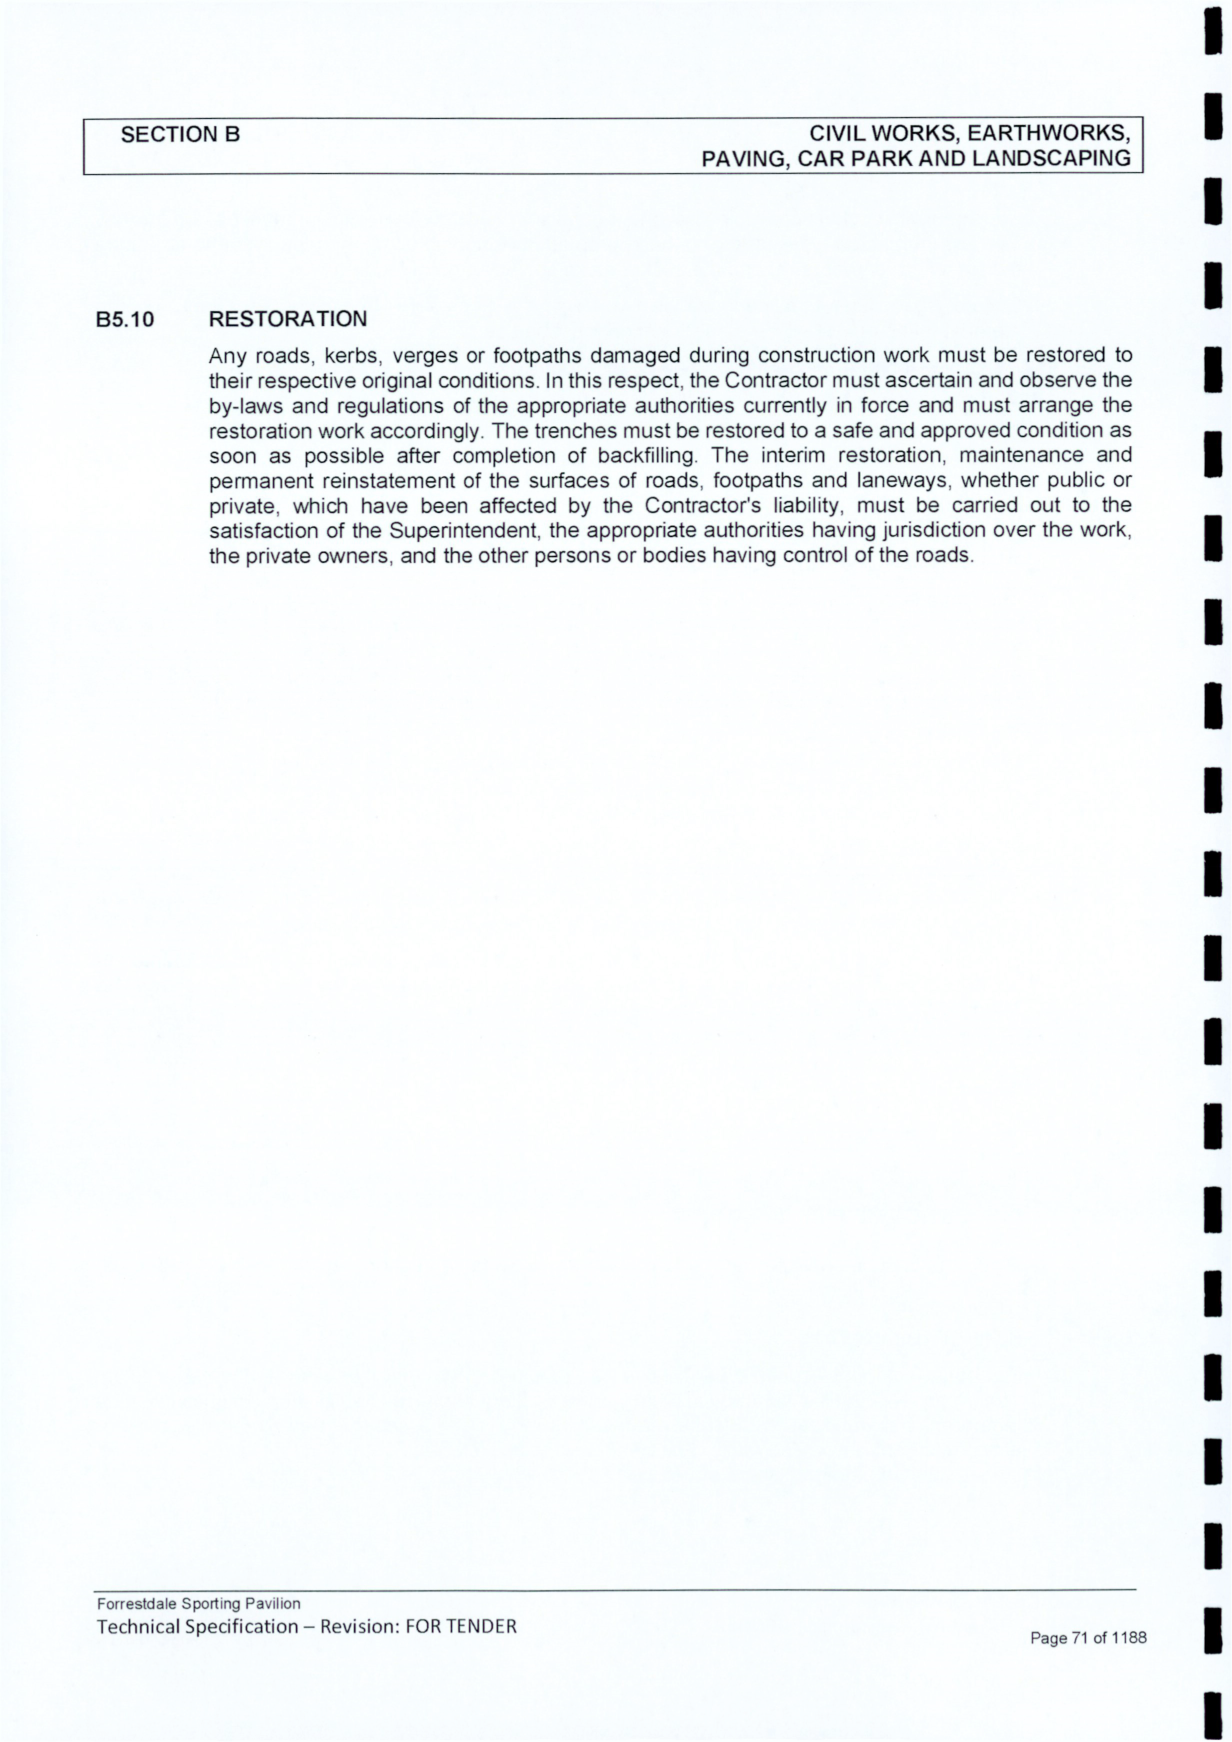 SECTION B
CIVIL WORKS, EARTHWORKS,
PAVING, CAR PARK AND LANDSCAPING
B5.10 RESTORATION
Any roads, kerbs, verges or footpaths damaged during construction work must be restored to
their respective original conditions. In this respect, the Contractor must ascertain and observe the
by-laws and regulations of the appropriate authorities currently in force and must arrange the
restoration work accordingly. The trenches must be restored to a safe and approved condition as
soon as possible after completion of backfilling. The interim restoration, maintenance and
permanent reinstatement of the surfaces of roads, footpaths and laneways, whether public or
private, which have been affected by the Contractor's liability, must be carried out to the
satisfaction of the Superintendent, the appropriate authorities having jurisdiction over the work,
the private owners, and the other persons or bodies having control of the roads.
Forrestdale Sporting Pavilion
Technical Specification – Revision: FOR TENDER
Page 71 of 1188